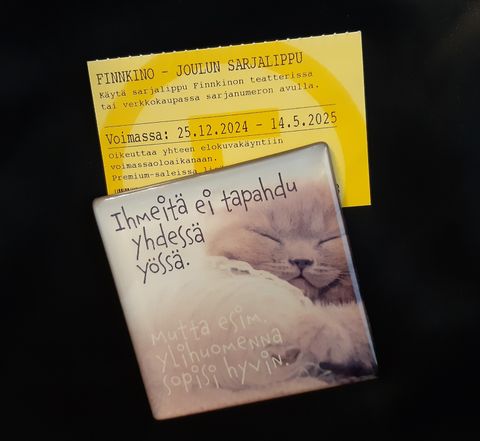 FINNKINO - JOULUN SARJALIPPU
Käytä sarjalippu Finnkinon teatterissa
tai verkkokaupassa sarjanumeron avulla.
Voimassa: 25.12.2024 - 14.5.2025
Oikeuttaa yhteen elokuvakäyntiin
voimassaoloaikanaan.
Premium-saleissa
Ihmeitä ei tapahdu
yhdessä
yössä.
Mutta esim.
ylihuomenna
sopisi hyvin.